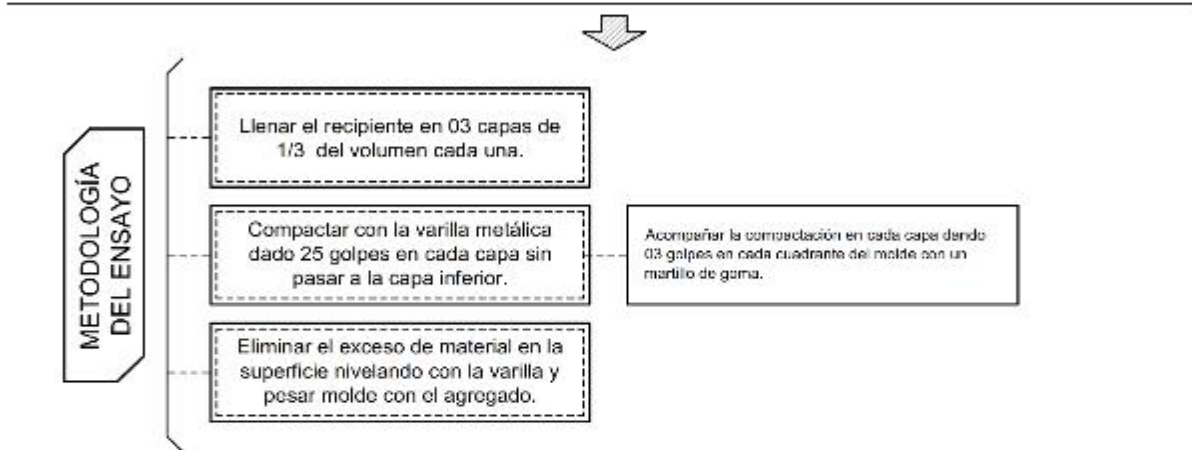 METODOLOGÍA
DEL ENSAYO
Llenar el recipiente en 03 capas de
1/3 del volumen cada una.
Compactar con la varilla metálica
dado 25 golpes en cada capa sin
pasar a la capa inferior.
Acompañar la compactación en cada capa dando
03 golpes en cada cuadrante del molde con un
martillo de goma.
Eliminar el exceso de material en la
superficie nivelando con la varilla y
pesar molde con el agregado.